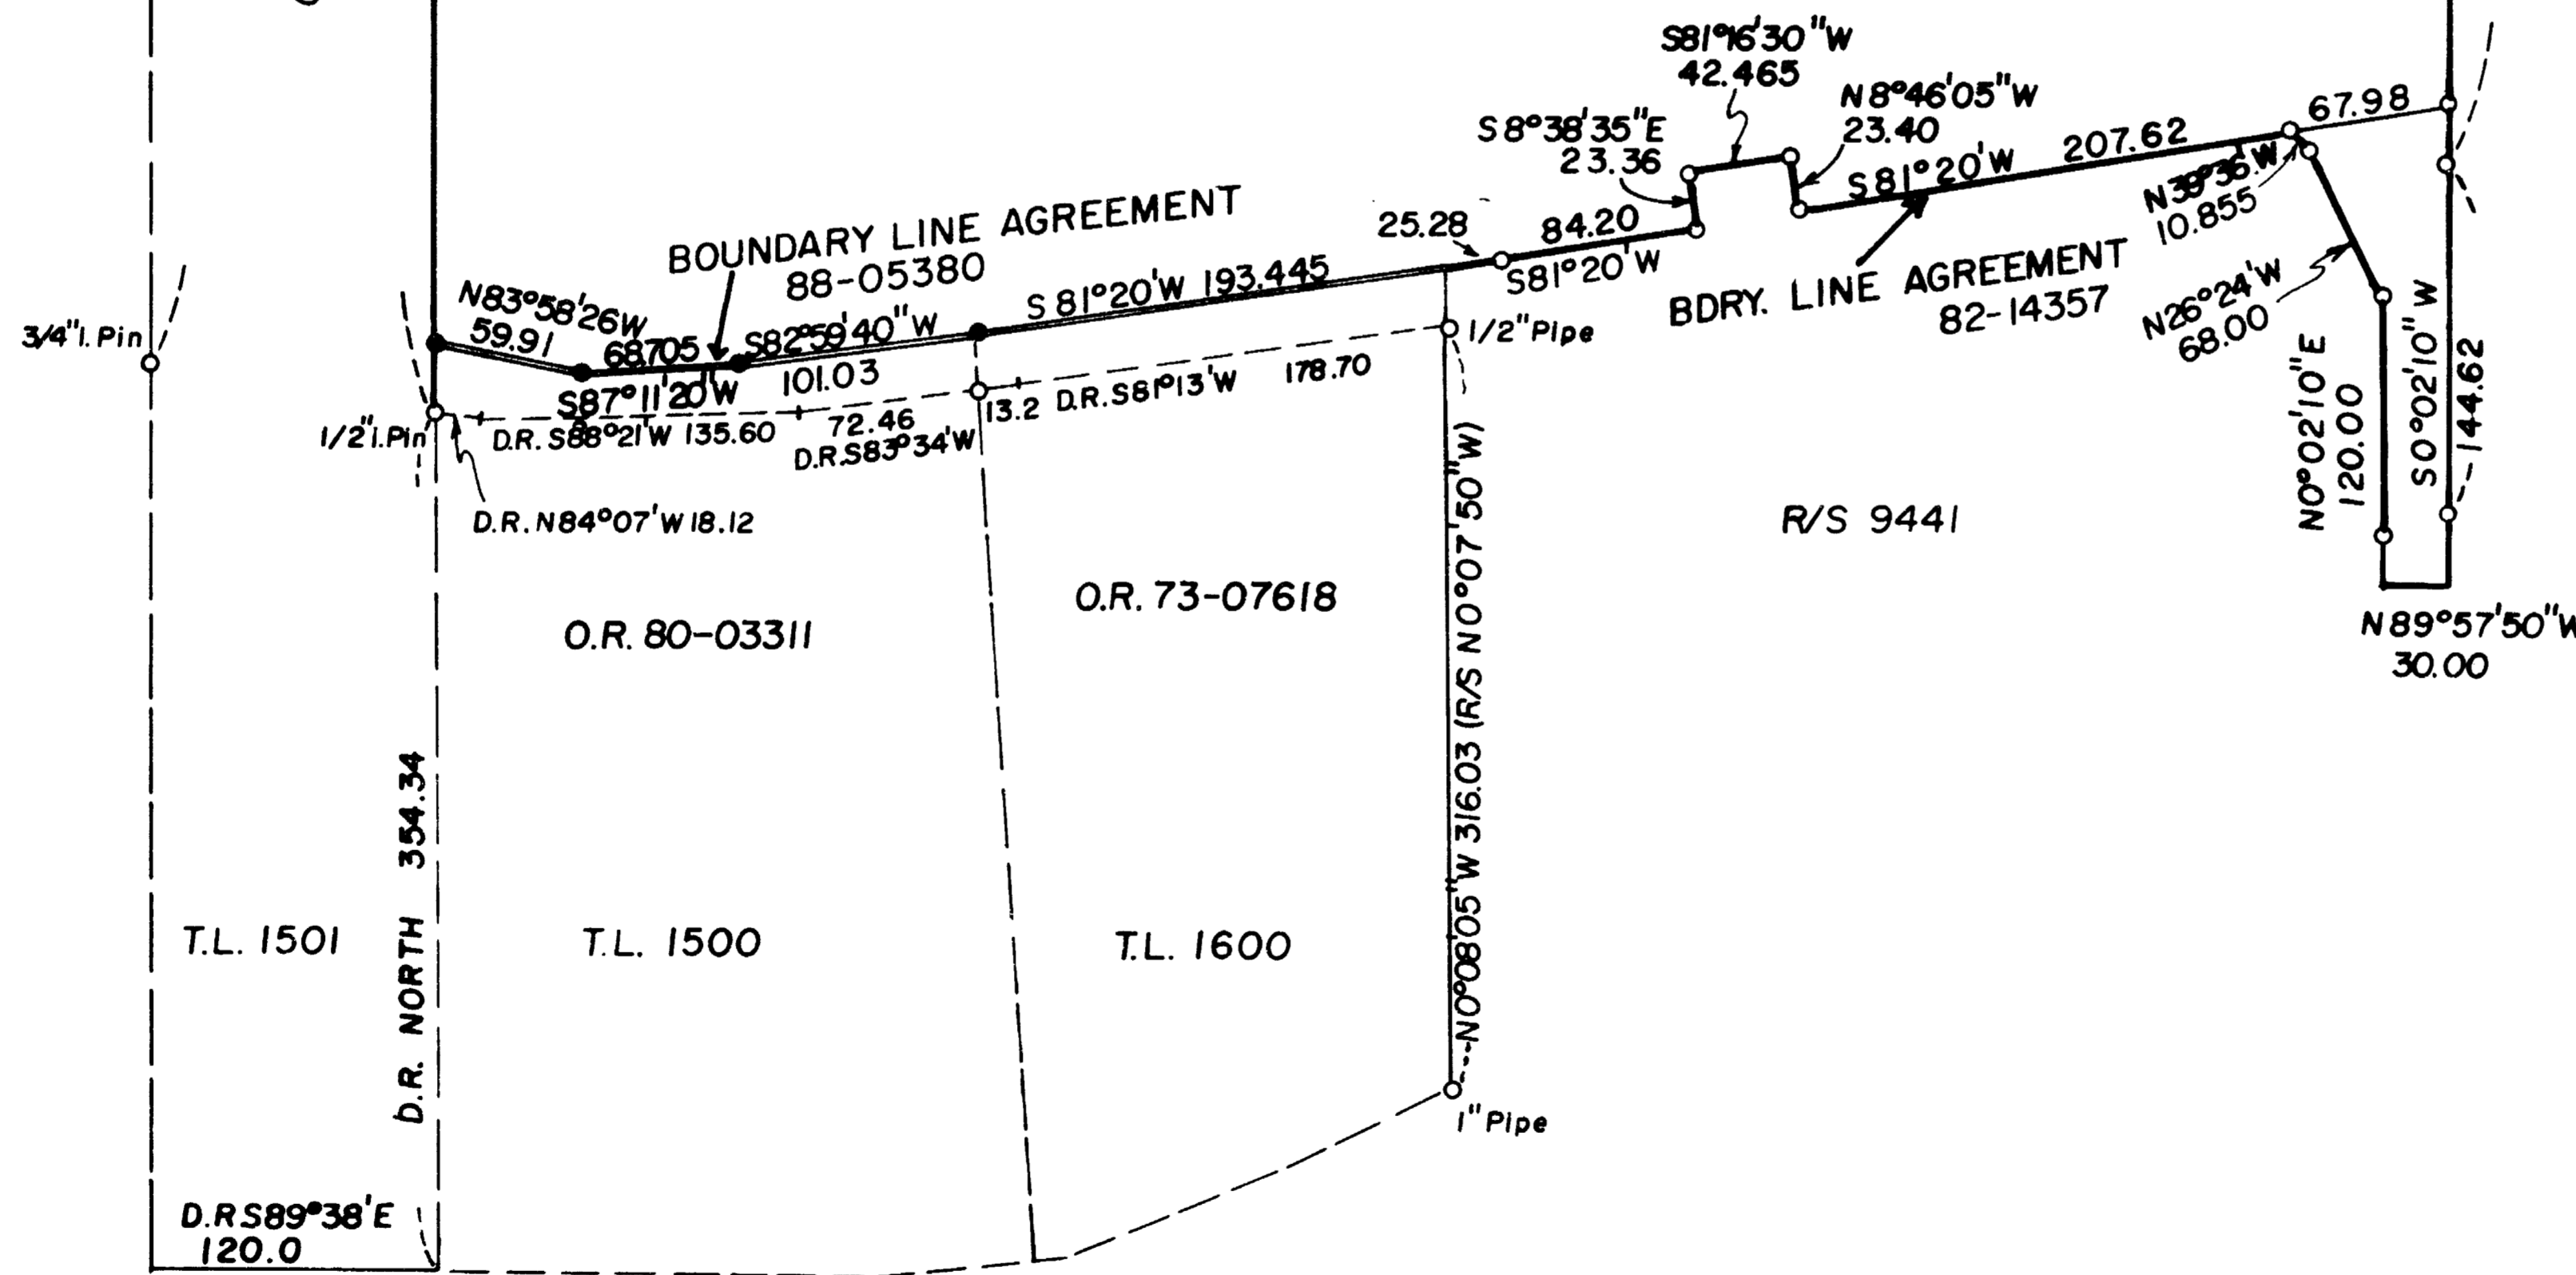 S81°16'30"W
42.465
N8°46'05"W
23.40
S8°38'35"E
23.36
67.98
207.62
S81°20'W
N39°36'W
10.855
BOUNDARY LINE AGREEMENT
88-05380
25.28
84.20
S81°20'W
BDRY. LINE AGREEMENT
82-14357
N26°24'W
68.00
3/4"I. Pin
N83°58'26W
59.91
68.705
S87°11'20"W
S82°59'40"W
101.03
S 81°20'W 193.445
1/2" Pipe
1/2"I.Pin
D.R. S88°21'W 135.60
72.46
D.R.S83°34'W
13.2
D.R.S81°13'W 178.70
D.R. N84°07'W 18.12
N0°02'10"E
120.00
S0°02'10"W
144.62
R/S 9441
O.R. 80-03311
O.R. 73-07618
N89°57'50"W
30.00
N0°08'05"W 316.03 (R/S N0°07'50"W)
D.R. NORTH 354.34
T.L. 1501
T.L. 1500
T.L. 1600
1" Pipe
D.R S89°38'E
120.0